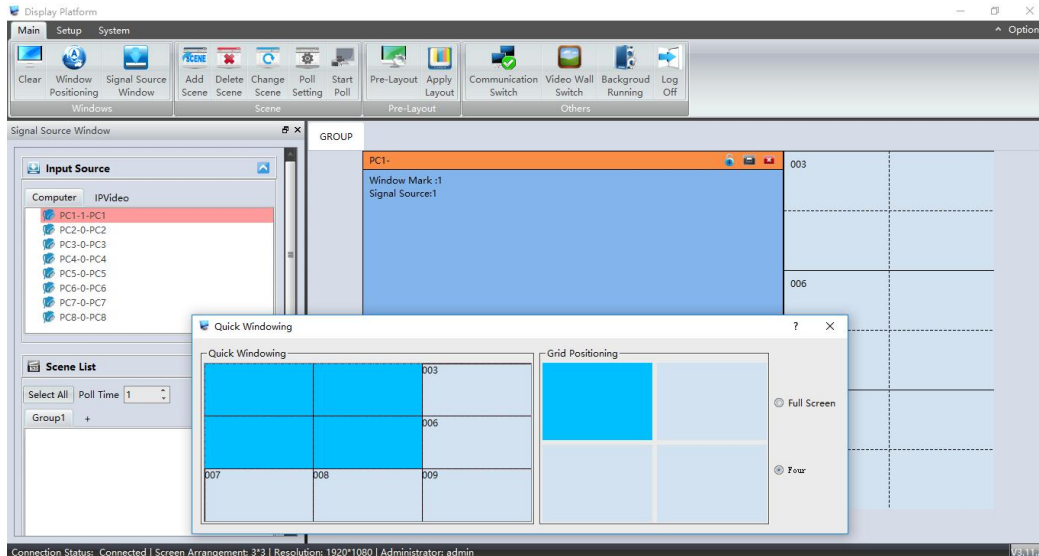 Display Platform
Main Setup System
^ Option
Clear Window Positioning Signal Source Window
Add Scene Delete Scene Change Scene Poll Setting Start Poll
Pre-Layout Apply Layout
Communication Switch Video Wall Switch Backgroud Running Log Off
Windows Scene Pre-Layout Others
Signal Source Window
GROUP
Input Source
Computer IPVideo
PC1-1-PC1
PC2-0-PC2
PC3-0-PC3
PC4-0-PC4
PC5-0-PC5
PC6-0-PC6
PC7-0-PC7
PC8-0-PC8
PC1-
Window Mark :1
Signal Source:1
003
006
Scene List
Select All Poll Time 1
Group1 +
Quick Windowing ?
Quick Windowing
003
006
007 008 009
Grid Positioning
Full Screen
Four
Connection Status: Connected | Screen Arrangement: 3*3 | Resolution: 1920*1080 | Administrator: admin